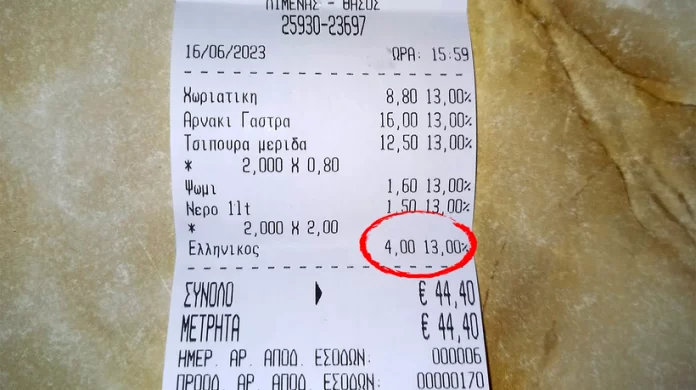 ΛΙΜΕΝΑΣ - ΘΑΣΟΣ
25930-23697
16/06/2023 ΩΡΑ: 15:59
Χωριατικη 8,80 13,00%
Αρνακι Γαστρα 16,00 13,00%
Τσιπουρα μεριδα 12,50 13,00%
* 2,000 X 0,80
Ψωμι 1,60 13,00%
Νερο 1lt 1,50 13,00%
* 2,000 X 2,00
Ελληνικος 4,00 13,00%
ΣΥΝΟΛΟ € 44,40
ΜΕΤΡΗΤΑ € 44,40
ΗΜΕΡ. ΑΡ. ΑΠΟΔ. ΕΣΟΔΩΝ: 000006
ΠΡΟΟΔ. ΑΡ. ΑΠΟΔ. ΕΣΟΔΩΝ: 00000170